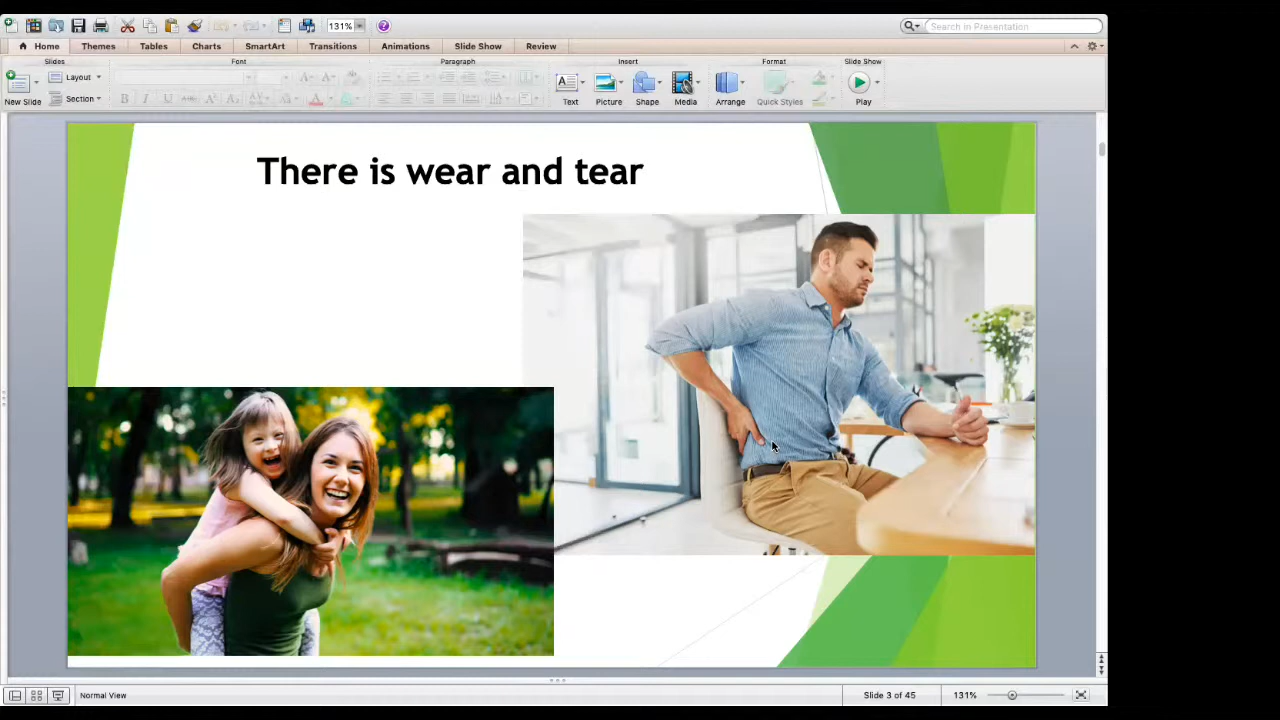 131%
Search in Presentation
Home
Themes
Tables
Charts
SmartArt
Transitions
Animations
Slide Show
Review
Slides
Font
Paragraph
Insert
Format
Slide Show
New Slide
Layout
Section
Text
Picture
Shape
Media
Arrange
Quick Styles
Play
There is wear and tear
Normal View
Slide 3 of 45
131%